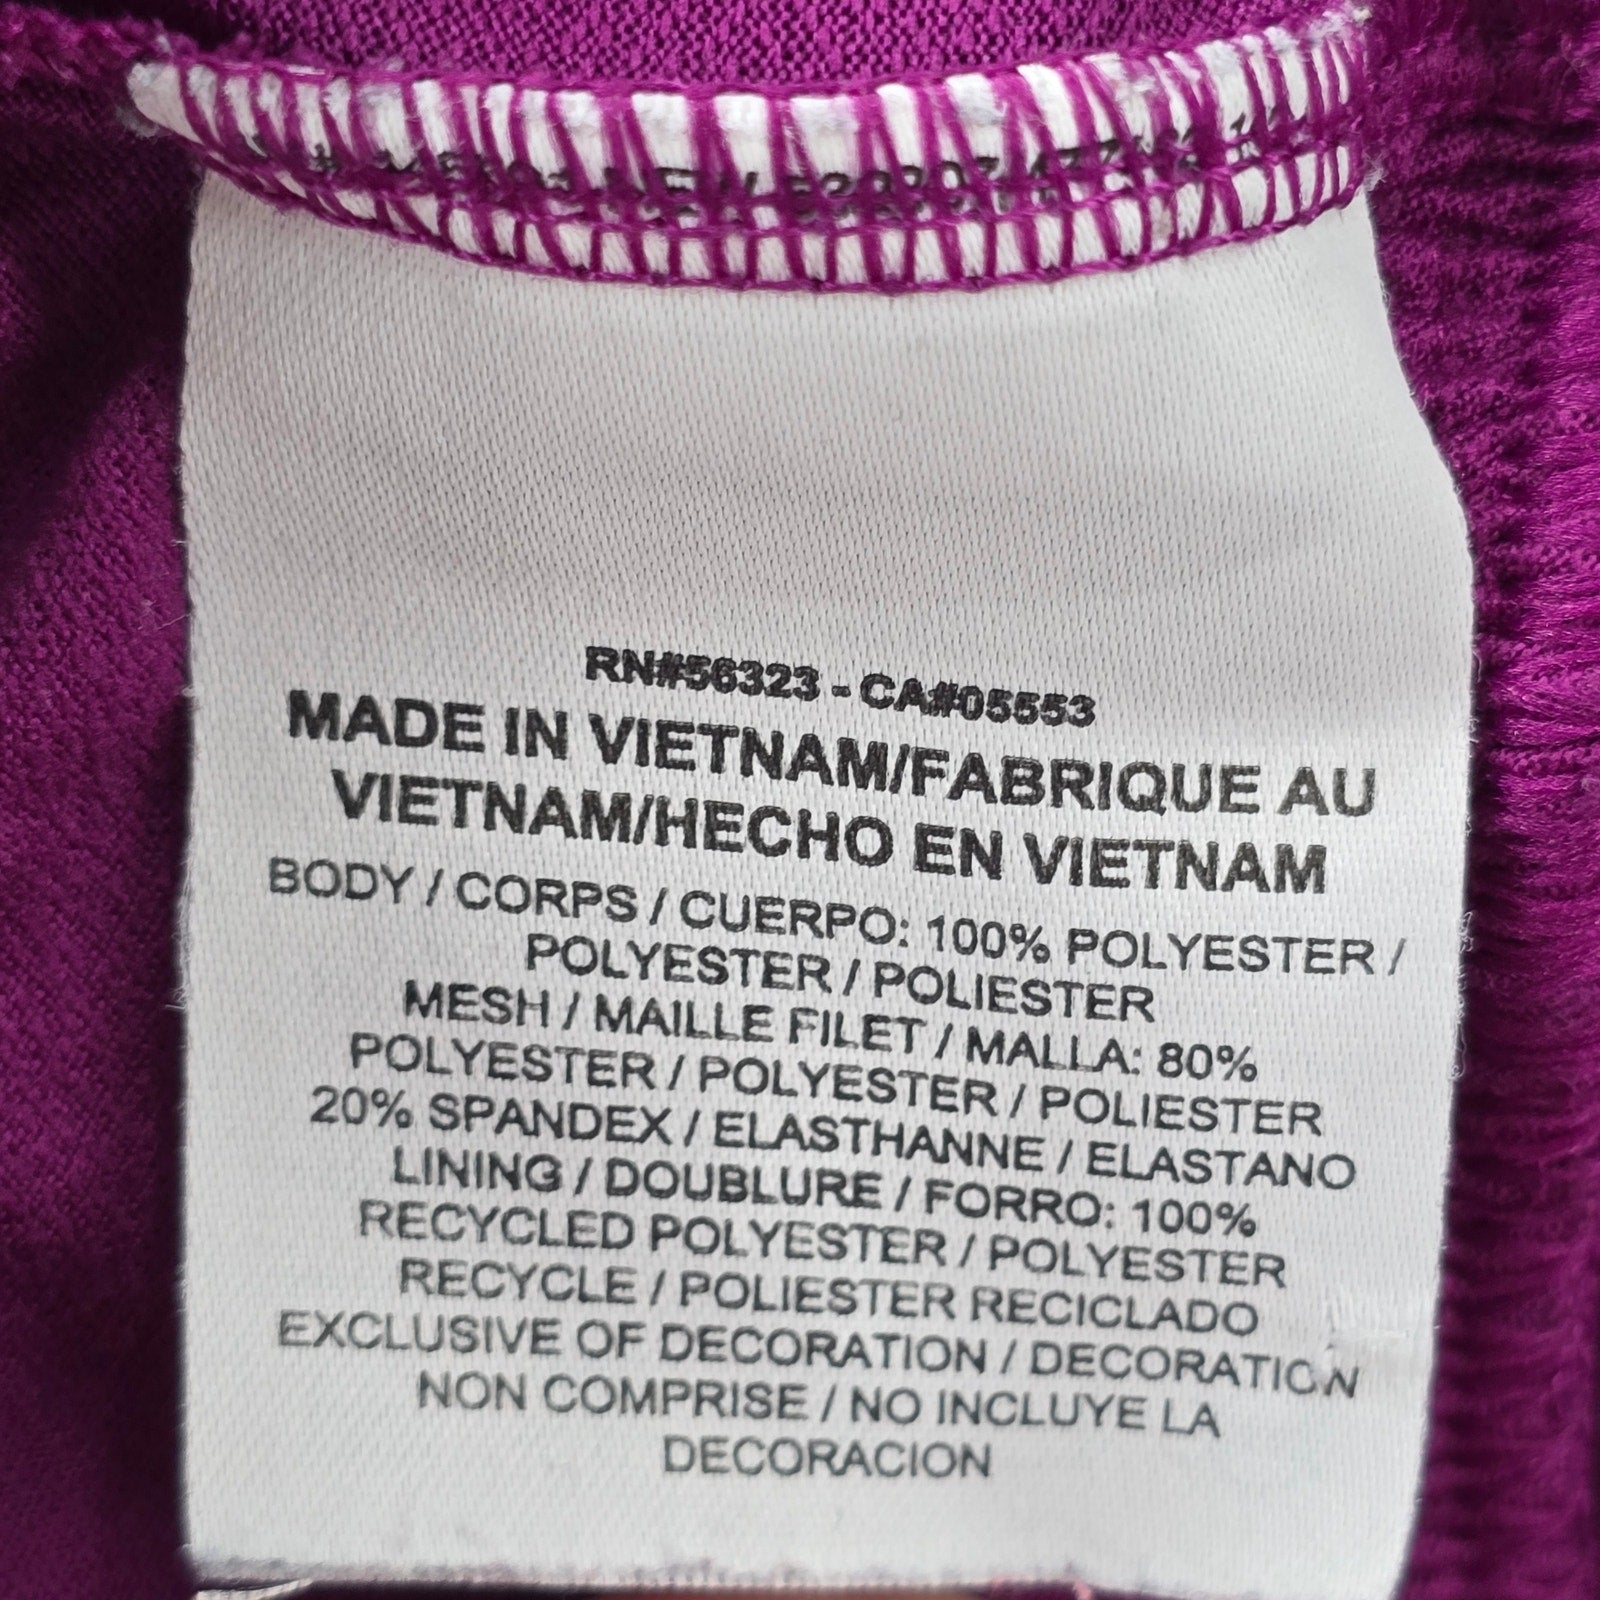 RN#56323 - CA#05553
MADE IN VIETNAM/FABRIQUE AU
VIETNAM/HECHO EN VIETNAM
BODY / CORPS / CUERPO: 100% POLYESTER /
POLYESTER / POLIESTER
MESH / MAILLE FILET / MALLA: 80%
POLYESTER / POLYESTER / POLIESTER
20% SPANDEX / ELASTHANNE / ELASTANO
LINING / DOUBLURE / FORRO: 100%
RECYCLED POLYESTER / POLYESTER
RECYCLE / POLIESTER RECICLADO
EXCLUSIVE OF DECORATION / DECORATION
NON COMPRISE / NO INCLUYE LA
DECORACION